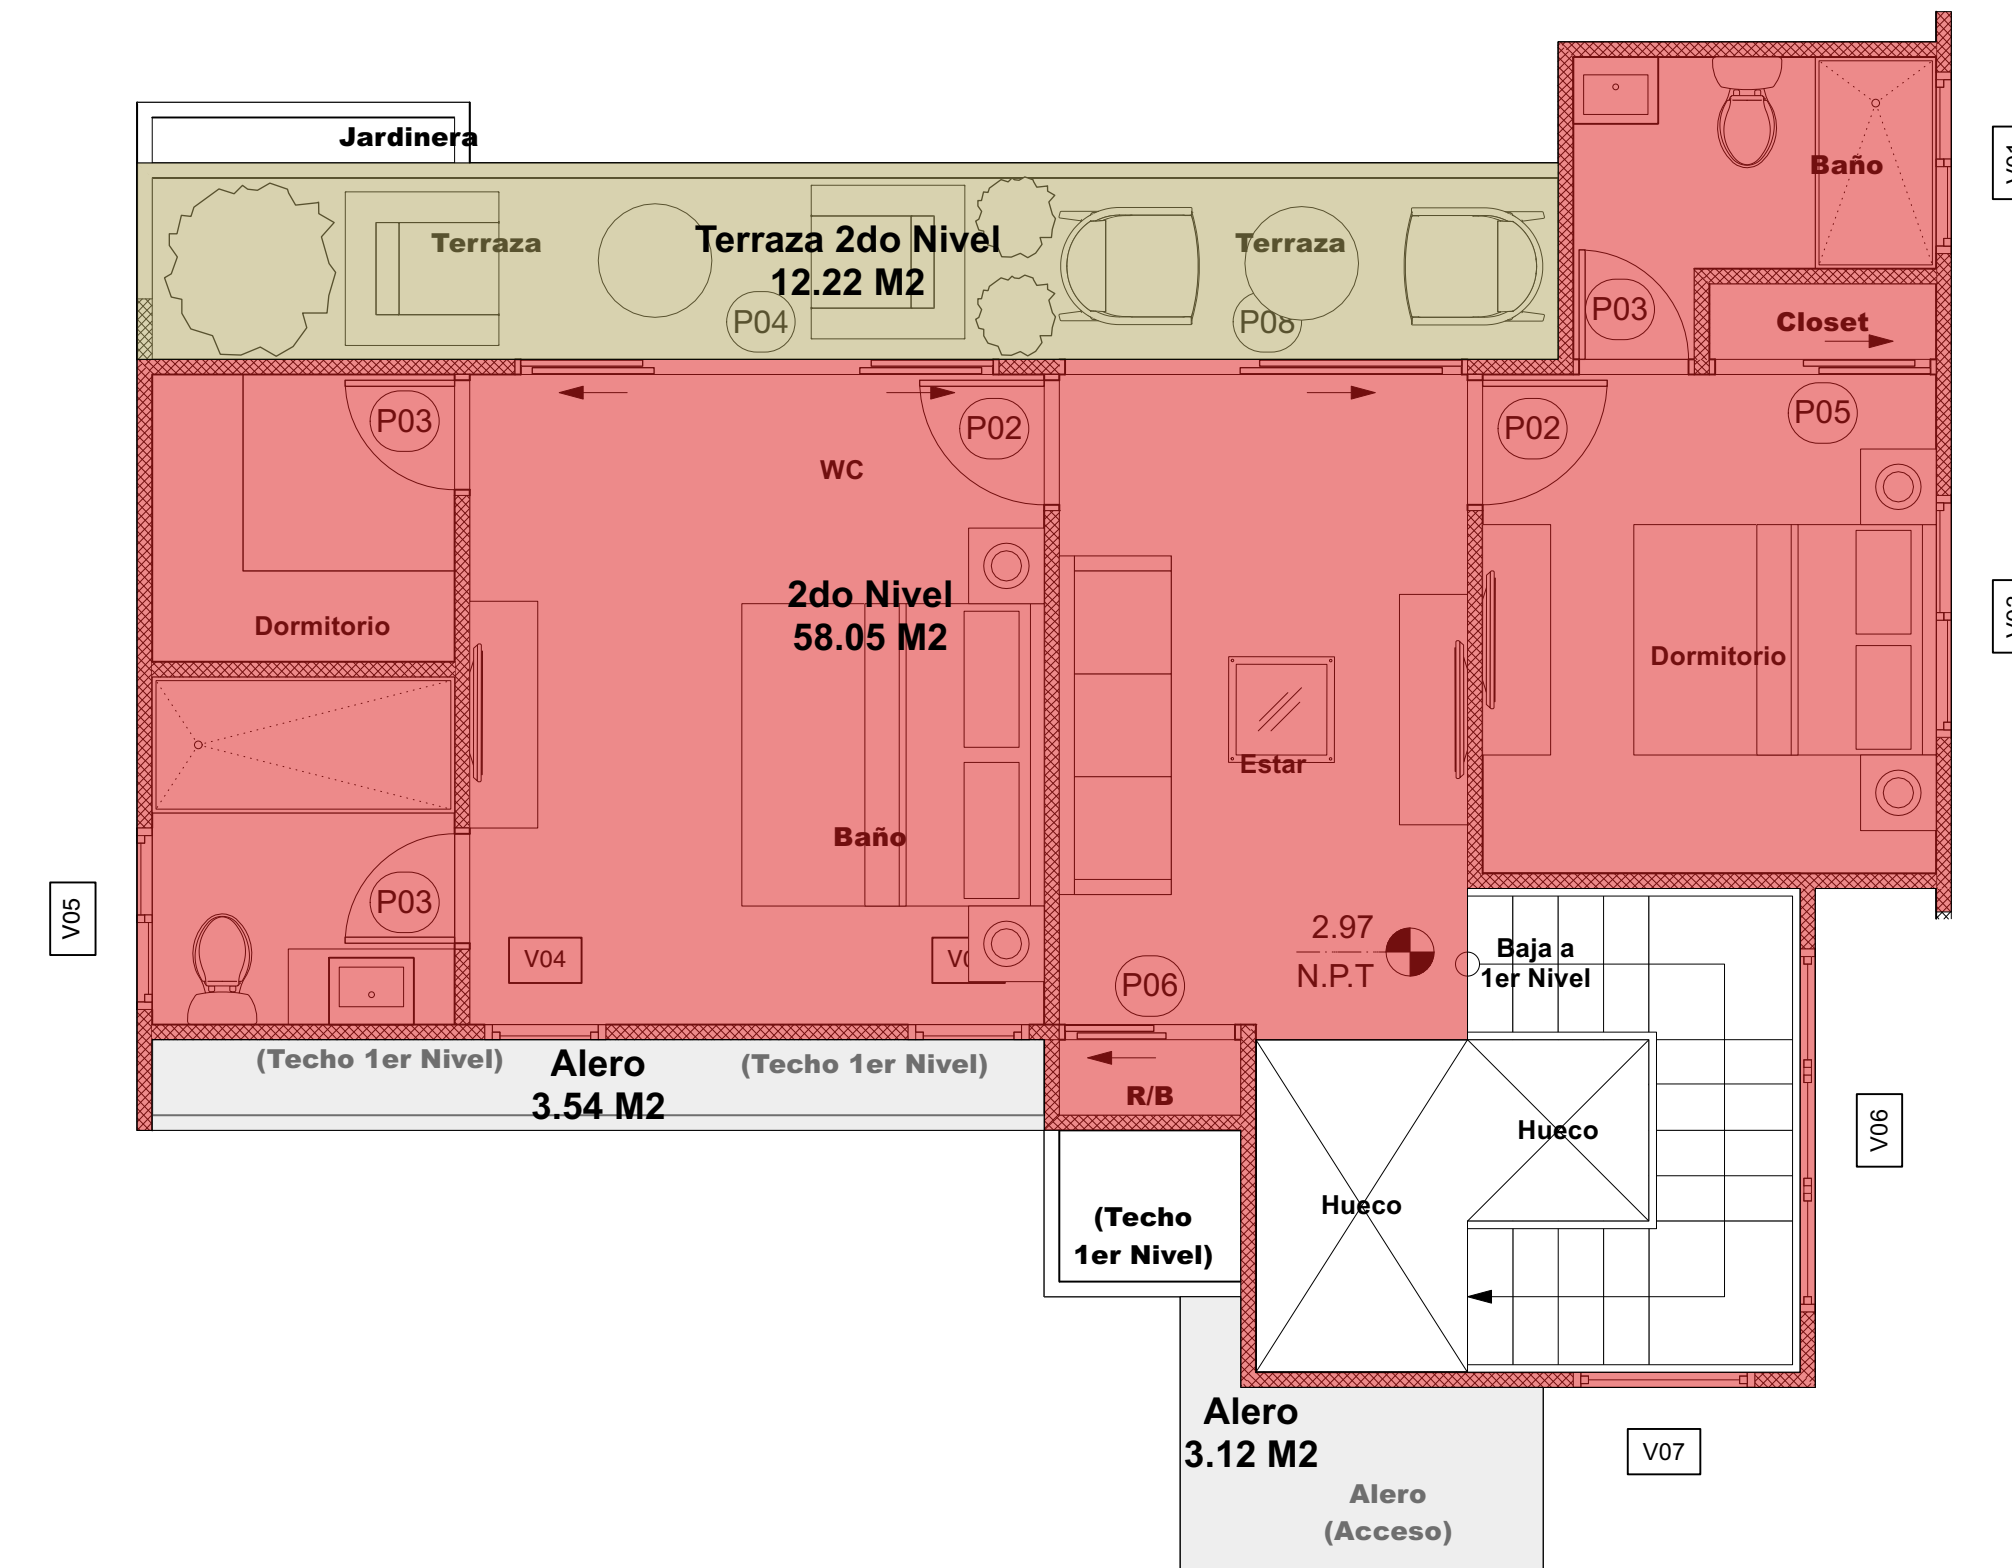 Jardinera
Baño
Terraza
Terraza 2do Nivel
12.22 M2
Terraza
P04
P08
P03
Closet
P03
P02
P02
P05
WC
2do Nivel
58.05 M2
Dormitorio
Dormitorio
Estar
Baño
P03
V05
V04
2.97
N.P.T
P06
Baja a
1er Nivel
(Techo 1er Nivel)
Alero
3.54 M2
(Techo 1er Nivel)
R/B
Hueco
V06
Hueco
(Techo
1er Nivel)
Alero
3.12 M2
V07
Alero
(Acceso)